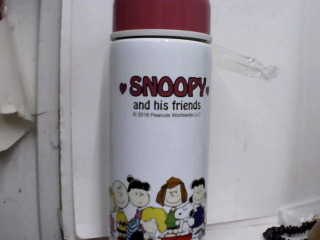 SNOOPY
and his friends
© 2018 Peanuts Worldwide LLC